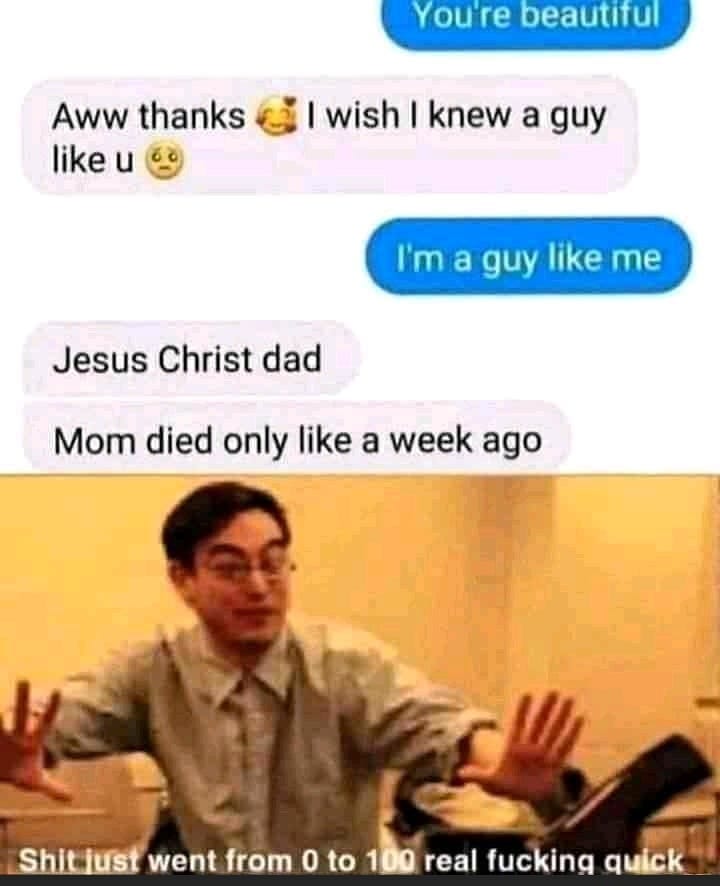 You're beautiful
Aww thanks 🥰 I wish I knew a guy
like u 🥺
I'm a guy like me
Jesus Christ dad
Mom died only like a week ago
Shit just went from 0 to 100 real fucking quick